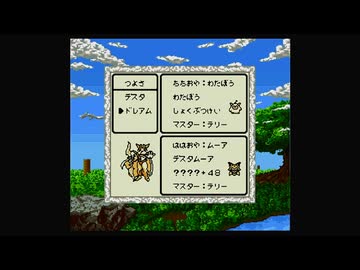 つよさ
デスタ
▶ドレアム
ちちおや:わたぼう
わたぼう
しょくぶつけい
マスター:テリー
ははおや:ムーア
デスタムーア
????+48
マスター:テリー